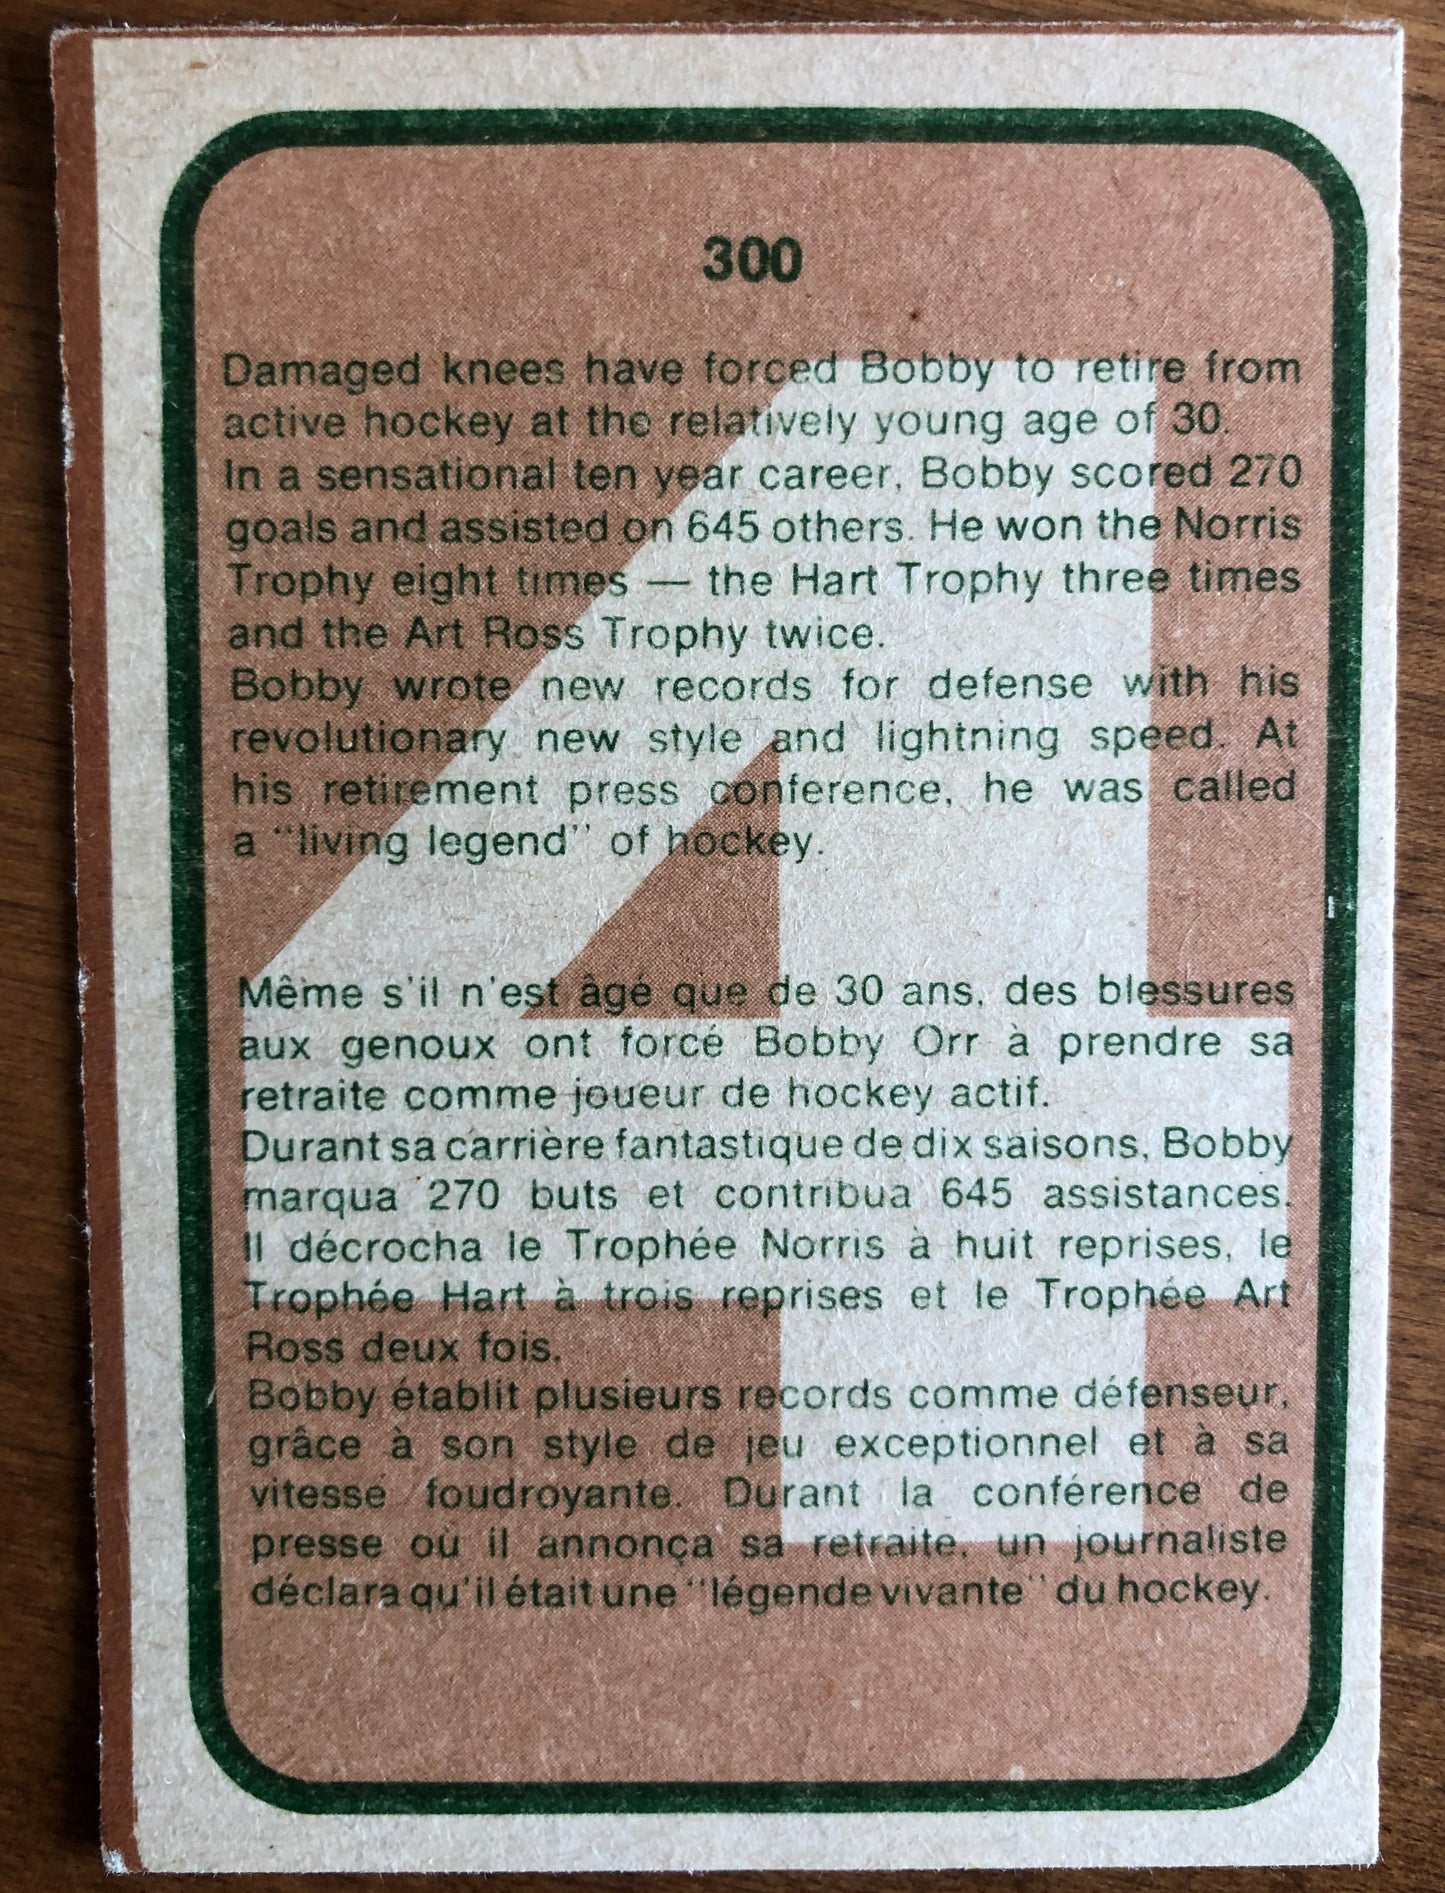 300
Damaged knees have forced Bobby to retire from
active hockey at the relatively young age of 30.
In a sensational ten year career, Bobby scored 270
goals and assisted on 645 others. He won the Norris
Trophy eight times — the Hart Trophy three times
and the Art Ross Trophy twice.
Bobby wrote new records for defense with his
revolutionary new style and lightning speed. At
his retirement press conference, he was called
a "living legend" of hockey.
Même s'il n'est âgé que de 30 ans, des blessures
aux genoux ont forcé Bobby Orr à prendre sa
retraite comme joueur de hockey actif.
Durant sa carrière fantastique de dix saisons, Bobby
marqua 270 buts et contribua 645 assistances.
Il décrocha le Trophée Norris à huit reprises, le
Trophée Hart à trois reprises et le Trophée Art
Ross deux fois.
Bobby établit plusieurs records comme défenseur,
grâce à son style de jeu exceptionnel et à sa
vitesse foudroyante. Durant la conférence de
presse où il annonça sa retraite, un journaliste
déclara qu'il était une "légende vivante" du hockey.
4